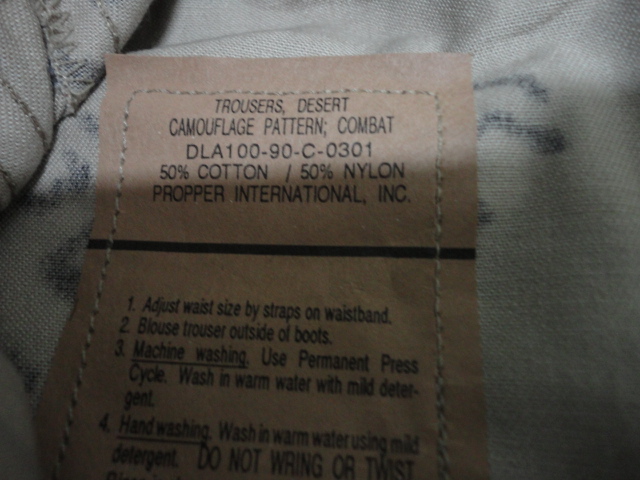 TROUSERS, DESERT
CAMOUFLAGE PATTERN; COMBAT
DLA100-90-C-0301
50% COTTON / 50% NYLON
PROPPER INTERNATIONAL, INC.
1. Adjust waist size by straps on waistband.
2. Blouse trouser outside of boots.
3. Machine washing. Use Permanent Press
Cycle. Wash in warm water with mild deter-
gent.
4. Hand washing. Wash in warm water using mild
detergent. DO NOT WRING OR TWIST